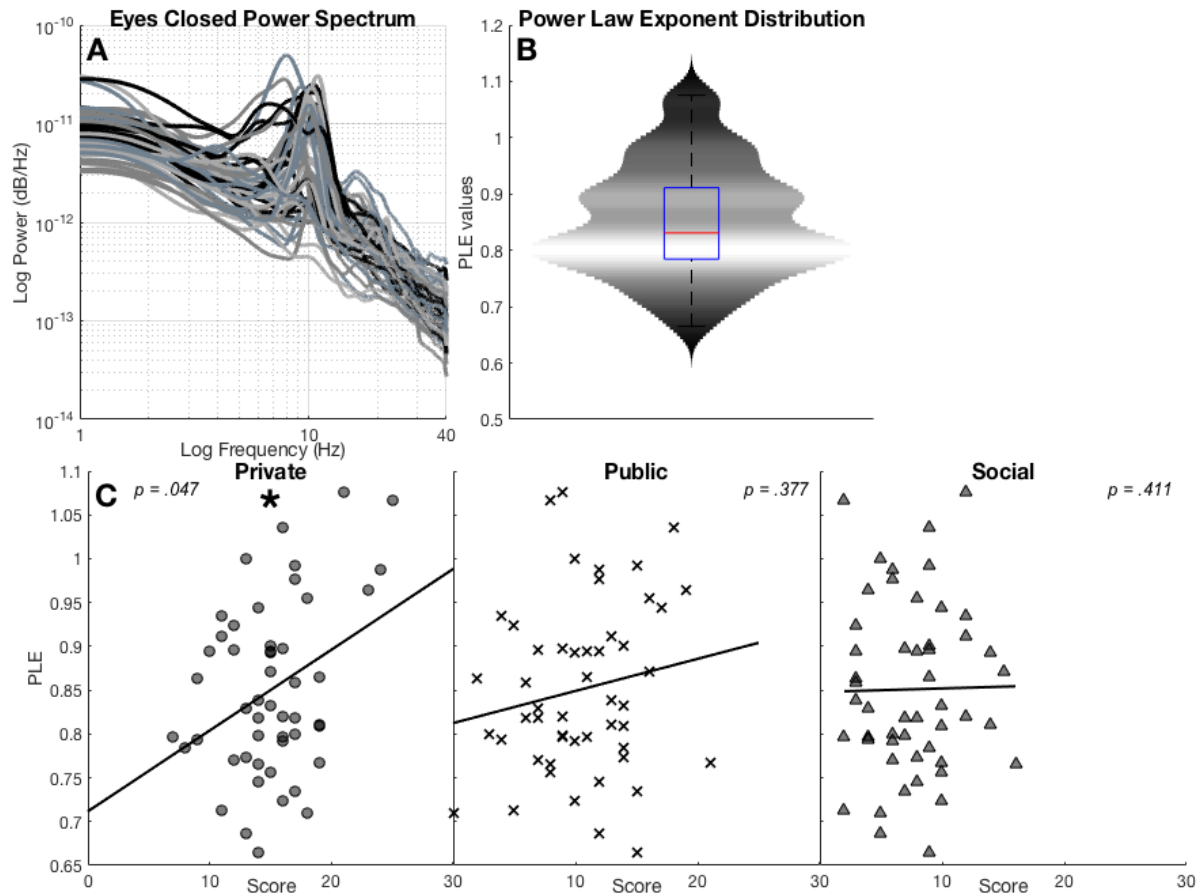 Eyes Closed Power Spectrum
A
Log Power (dB/Hz)
10-10
10-11
10-12
10-13
10-14
1
10
40
Log Frequency (Hz)
Power Law Exponent Distribution
B
PLE values
1.2
1.1
1
0.9
0.8
0.7
0.6
0.5
Private
C
p = .047
*
PLE
1.1
1.05
1
0.95
0.9
0.85
0.8
0.75
0.7
0.65
0
10
20
30
Score
Public
p = .377
10
20
30
Score
Social
p = .411
10
20
30
Score